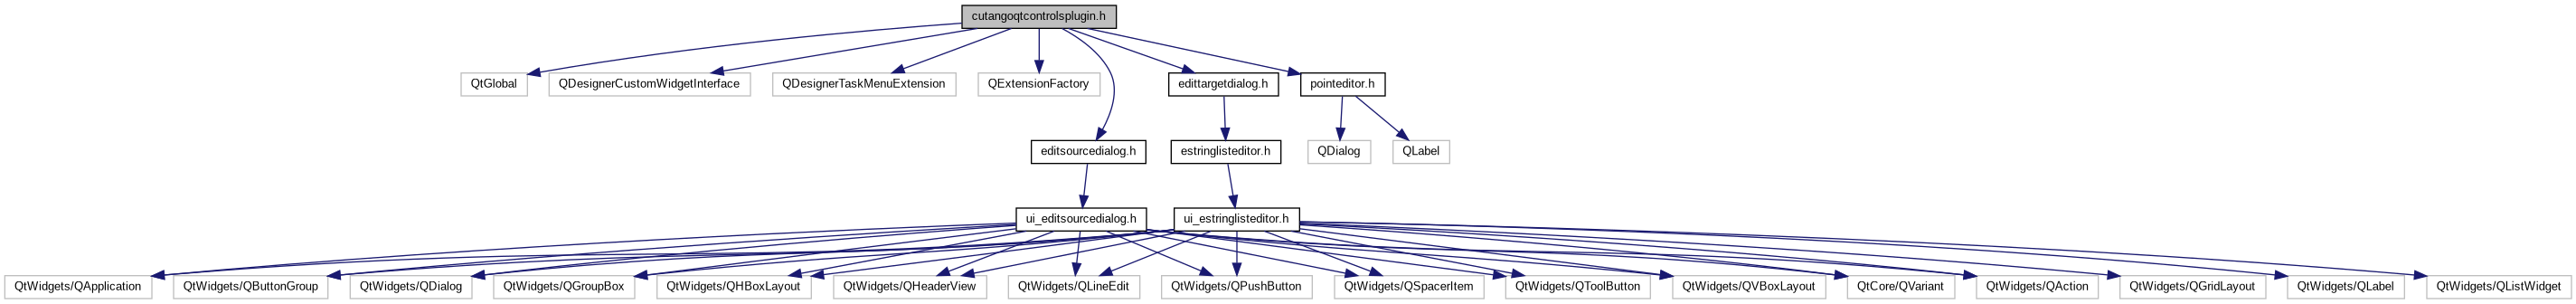 cutangoqtcontrolsplugin.h
QtGlobal
QDesignerCustomWidgetInterface
QDesignerTaskMenuExtension
QExtensionFactory
edittargetdialog.h
pointeditor.h
editsourcedialog.h
estringlisteditor.h
QDialog
QLabel
ui_editsourcedialog.h
ui_estringlisteditor.h
QtWidgets/QApplication
QtWidgets/QButtonGroup
QtWidgets/QDialog
QtWidgets/QGroupBox
QtWidgets/QHBoxLayout
QtWidgets/QHeaderView
QtWidgets/QLineEdit
QtWidgets/QPushButton
QtWidgets/QSpacerItem
QtWidgets/QToolButton
QtWidgets/QVBoxLayout
QtCore/QVariant
QtWidgets/QAction
QtWidgets/QGridLayout
QtWidgets/QLabel
QtWidgets/QListWidget